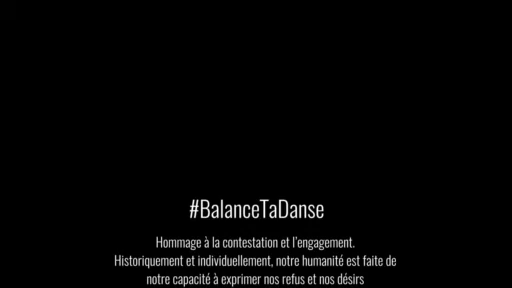 #BalanceTaDanse
Hommage à la contestation et l'engagement.
Historiquement et individuellement, notre humanité est faite de
notre capacité à exprimer nos refus et nos désirs